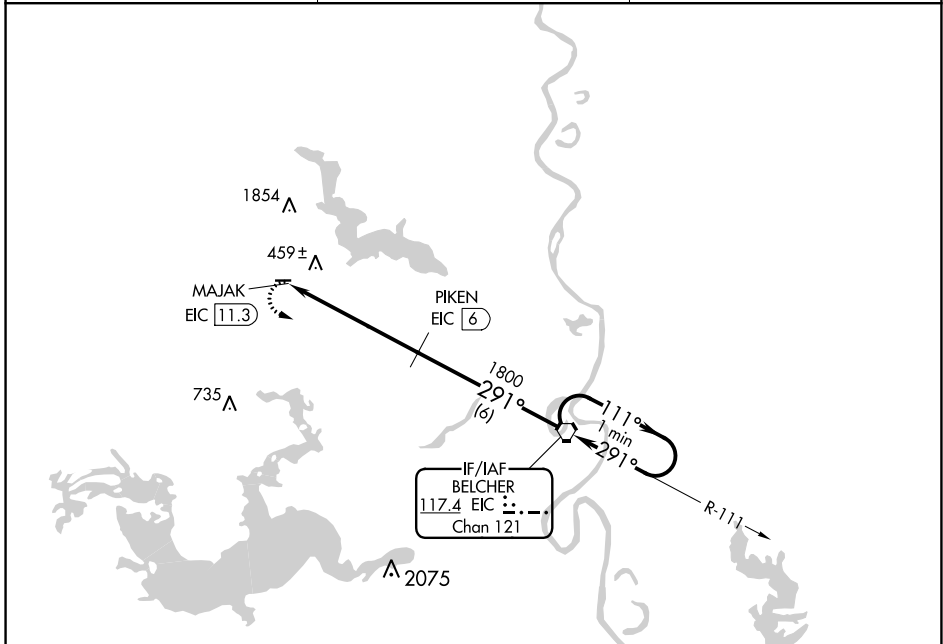 1854
459±
MAJAK
EIC 11.3
PIKEN
EIC 6
1800
291°
(6)
735
111°
1 min
291°
IF/IAF
BELCHER
117.4 EIC
Chan 121
R-111
2075